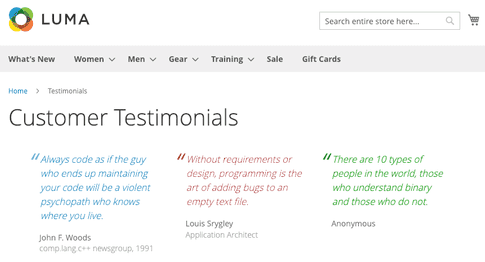 LUMA
Search entire store here...
What's New Women Men Gear Training Sale Gift Cards
Home > Testimonials
Customer Testimonials
"Always code as if the guy
who ends up maintaining
your code will be a violent
psychopath who knows
where you live.
John F. Woods
comp.lang.c++ newsgroup, 1991
"Without requirements or
design, programming is the
art of adding bugs to an
empty text file.
Louis Srygley
Application Architect
"There are 10 types of
people in the world, those
who understand binary
and those who do not.
Anonymous